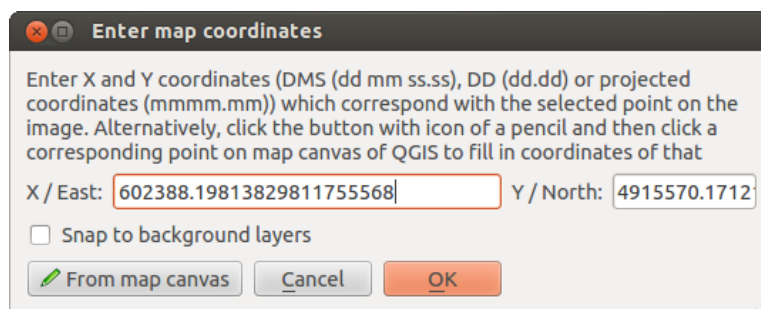 Enter map coordinates
Enter X and Y coordinates (DMS (dd mm ss.ss), DD (dd.dd) or projected
coordinates (mmmm.mm)) which correspond with the selected point on the
image. Alternatively, click the button with icon of a pencil and then click a
corresponding point on map canvas of QGIS to fill in coordinates of that
X / East: 602388.19813829811755568 Y / North: 4915570.1712
Snap to background layers
From map canvas Cancel OK